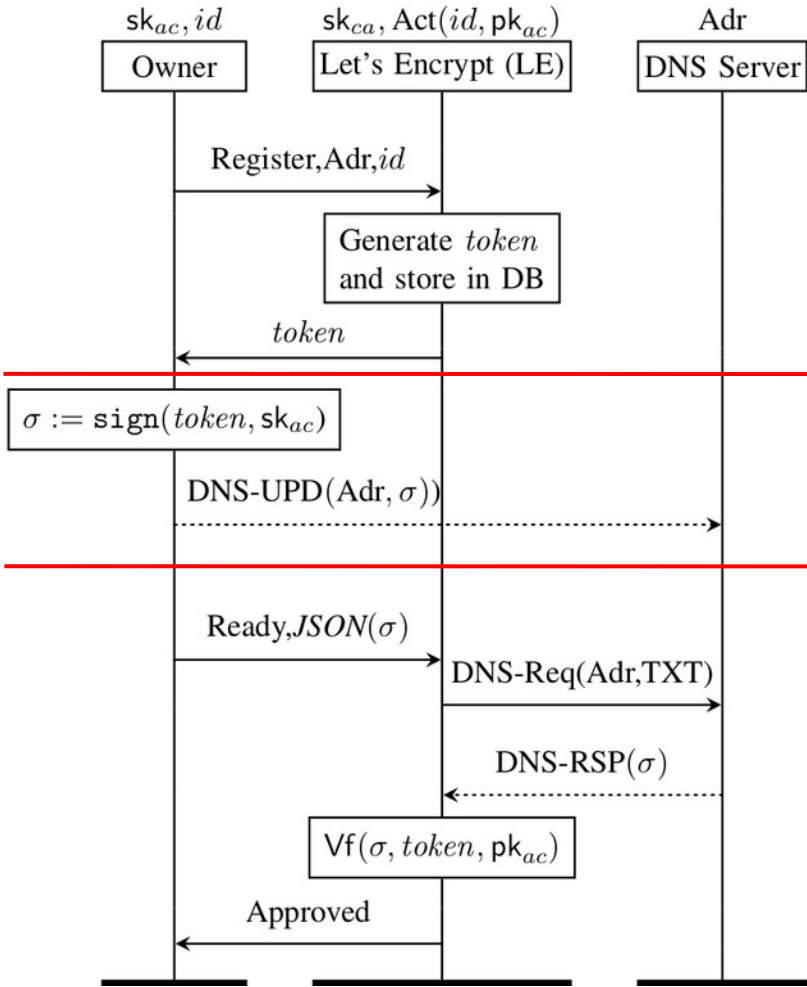 sk_ac, id
sk_ca, Act(id, pk_ac)
Adr
Owner
Let's Encrypt (LE)
DNS Server
Register,Adr,id
Generate token
and store in DB
token
σ := sign(token, sk_ac)
DNS-UPD(Adr, σ))
Ready,JSON(σ)
DNS-Req(Adr,TXT)
DNS-RSP(σ)
Vf(σ, token, pk_ac)
Approved